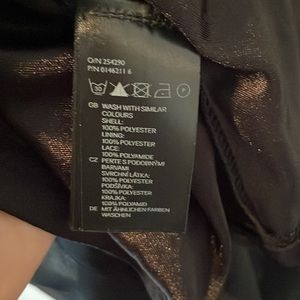 O/N 254290
P/N 0146211 6
30
GB WASH WITH SIMILAR
COLOURS
SHELL:
100% POLYESTER
LINING:
100% POLYESTER
LACE:
100% POLYAMIDE
CZ PERTE S PODOBNÝMI
BARVAMI
SVRCHNÍ LÁTKA:
100% POLYESTER
PODŠÍVKA:
100% POLYESTER
KRAJKA:
100% POLYAMID
DE MIT ÄHNLICHEN FARBEN
WASCHEN